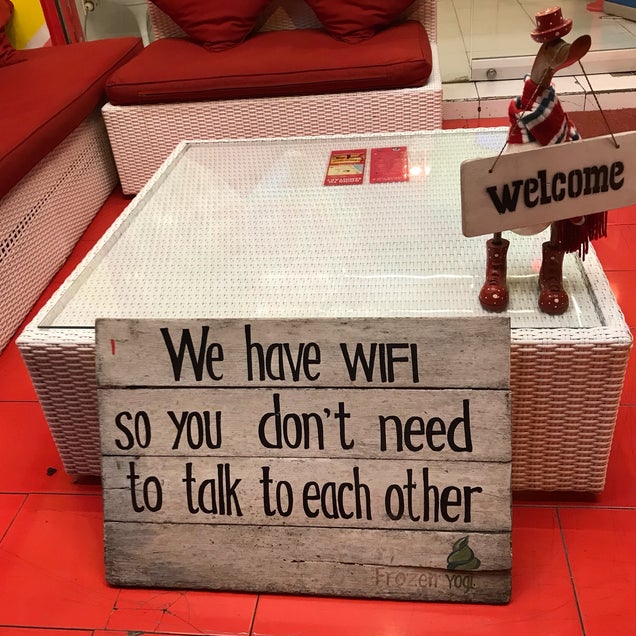 welcome
We have WIFI
so you don't need
to talk to each other
Frozen Yogi